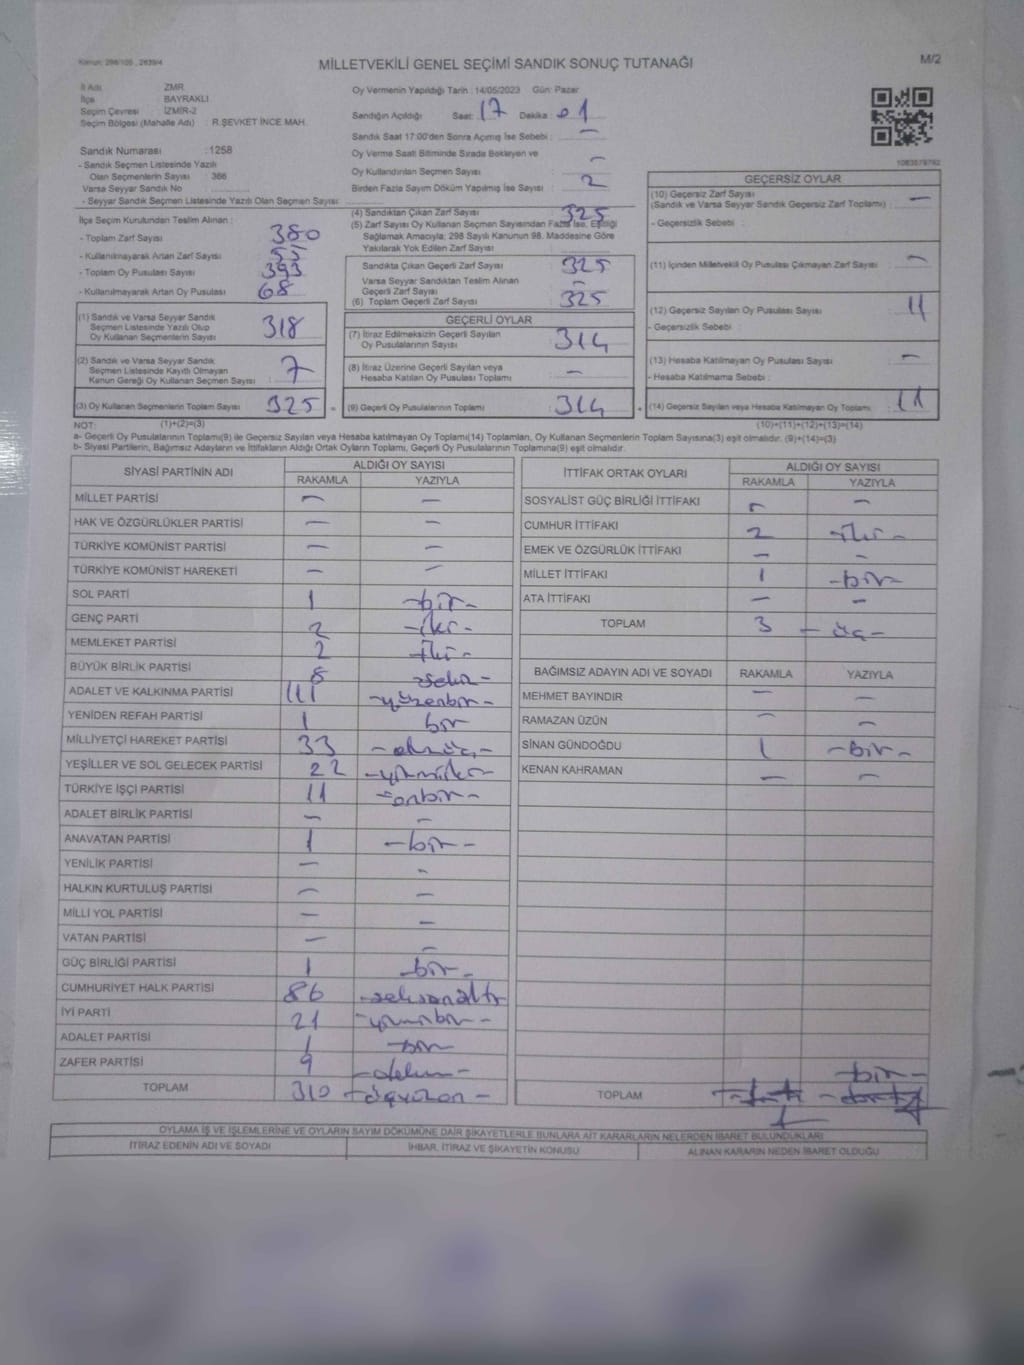 Kanun: 298/105 , 2839/4
MİLLETVEKİLİ GENEL SEÇİMİ SANDIK SONUÇ TUTANAĞI
M/2
İl Adı : ZMR
İlçe : BAYRAKLI
Seçim Çevresi : İZMİR-2
Seçim Bölgesi (Mahalle Adı) : R.ŞEVKET İNCE MAH.
Sandık Numarası : 1258
- Sandık Seçmen Listesinde Yazılı
Olan Seçmenlerin Sayısı : 366
Varsa Seyyar Sandık No :
- Seyyar Sandık Seçmen Listesinde Yazılı Olan Seçmen Sayısı:
Oy Vermenin Yapıldığı Tarih : 14/05/2023 Gün: Pazar
Sandığın Açıldığı Saat: 17 Dakika: 01
Sandık Saat 17:00'den Sonra Açılmış İse Sebebi : –
Oy Verme Saati Bitiminde Sırada Bekleyen ve
Oy Kullandırılan Seçmen Sayısı : –
Birden Fazla Sayım Döküm Yapılmış İse Sayısı : 2
1083679792
İlçe Seçim Kurulundan Teslim Alınan :
- Toplam Zarf Sayısı 380
- Kullanılmayarak Artan Zarf Sayısı 55
- Toplam Oy Pusulası Sayısı 393
- Kullanılmayarak Artan Oy Pusulası 68
(1) Sandık ve Varsa Seyyar Sandık
Seçmen Listesinde Yazılı Olup
Oy Kullanan Seçmenlerin Sayısı 318
(2) Sandık ve Varsa Seyyar Sandık
Seçmen Listesinde Kayıtlı Olmayan
Kanun Gereği Oy Kullanan Seçmen Sayısı 7
(3) Oy Kullanan Seçmenlerin Toplam Sayısı 325
(4) Sandıktan Çıkan Zarf Sayısı 325
(5) Zarf Sayısı Oy Kullanan Seçmen Sayısından Fazla İse, Eşitliği
Sağlamak Amacıyla; 298 Sayılı Kanunun 98. Maddesine Göre
Yakılarak Yok Edilen Zarf Sayısı
Sandıkta Çıkan Geçerli Zarf Sayısı 325
Varsa Seyyar Sandıktan Teslim Alınan
Geçerli Zarf Sayısı –
(6) Toplam Geçerli Zarf Sayısı 325
GEÇERLİ OYLAR
(7) İtiraz Edilmeksizin Geçerli Sayılan
Oy Pusulalarının Sayısı 314
(8) İtiraz Üzerine Geçerli Sayılan veya
Hesaba Katılan Oy Pusulası Toplamı –
(9) Geçerli Oy Pusulalarının Toplamı 314
GEÇERSİZ OYLAR
(10) Geçersiz Zarf Sayısı
(Sandık ve Varsa Seyyar Sandık Geçersiz Zarf Toplamı) : –
- Geçersizlik Sebebi :
(11) İçinden Milletvekili Oy Pusulası Çıkmayan Zarf Sayısı : –
(12) Geçersiz Sayılan Oy Pusulası Sayısı : 11
- Geçersizlik Sebebi :
(13) Hesaba Katılmayan Oy Pusulası Sayısı : –
- Hesaba Katılmama Sebebi :
(14) Geçersiz Sayılan veya Hesaba Katılmayan Oy Toplamı : 11
NOT: (1)+(2)=(3) (10)+(11)+(12)+(13)=(14)
a- Geçerli Oy Pusulalarının Toplamı(9) ile Geçersiz Sayılan veya Hesaba katılmayan Oy Toplamı(14) Toplamları, Oy Kullanan Seçmenlerin Toplam Sayısına(3) eşit olmalıdır. (9)+(14)=(3)
b- Siyasi Partilerin, Bağımsız Adayların ve İttifakların Aldığı Ortak Oyların Toplamı, Geçerli Oy Pusulalarının Toplamına(9) eşit olmalıdır.
SİYASİ PARTİNİN ADI ALDIĞI OY SAYISI
RAKAMLA YAZIYLA
MİLLET PARTİSİ – –
HAK VE ÖZGÜRLÜKLER PARTİSİ – –
TÜRKİYE KOMÜNİST PARTİSİ – –
TÜRKİYE KOMÜNİST HAREKETİ – –
SOL PARTİ 1 -bir-
GENÇ PARTİ 2 -iki-
MEMLEKET PARTİSİ 2 iki-
BÜYÜK BİRLİK PARTİSİ 8 sekiz-
ADALET VE KALKINMA PARTİSİ 111 -yüzonbir-
YENİDEN REFAH PARTİSİ 1 bir
MİLLİYETÇİ HAREKET PARTİSİ 33 -otuzüç-
YEŞİLLER VE SOL GELECEK PARTİSİ 22 -yirmiiki-
TÜRKİYE İŞÇİ PARTİSİ 11 -onbir-
ADALET BİRLİK PARTİSİ – –
ANAVATAN PARTİSİ 1 -bir-
YENİLİK PARTİSİ – -
HALKIN KURTULUŞ PARTİSİ – –
MİLLİ YOL PARTİSİ – –
VATAN PARTİSİ – –
GÜÇ BİRLİĞİ PARTİSİ 1 -bir-
CUMHURİYET HALK PARTİSİ 86 -seksenaltı
İYİ PARTİ 21 -yirmibir-
ADALET PARTİSİ 1 -bir
ZAFER PARTİSİ 9 -dokuz-
TOPLAM 310 -üçyüzon-
İTTİFAK ORTAK OYLARI ALDIĞI OY SAYISI
RAKAMLA YAZIYLA
SOSYALİST GÜÇ BİRLİĞİ İTTİFAKI – –
CUMHUR İTTİFAKI 2 -iki-
EMEK VE ÖZGÜRLÜK İTTİFAKI – –
MİLLET İTTİFAKI 1 -bir-
ATA İTTİFAKI – –
TOPLAM 3 -üç-
BAĞIMSIZ ADAYIN ADI VE SOYADI RAKAMLA YAZIYLA
MEHMET BAYINDIR – –
RAMAZAN ÜZÜN – –
SİNAN GÜNDOĞDU 1 -bir-
KENAN KAHRAMAN – –
-bir-
TOPLAM 1
OYLAMA İŞ VE İŞLEMLERİNE VE OYLARIN SAYIM DÖKÜMÜNE DAİR ŞİKAYETLERLE BUNLARA AİT KARARLARIN NELERDEN İBARET BULUNDUKLARI
İTİRAZ EDENİN ADI VE SOYADI İHBAR, İTİRAZ VE ŞİKAYETİN KONUSU ALINAN KARARIN NEDEN İBARET OLDUĞU